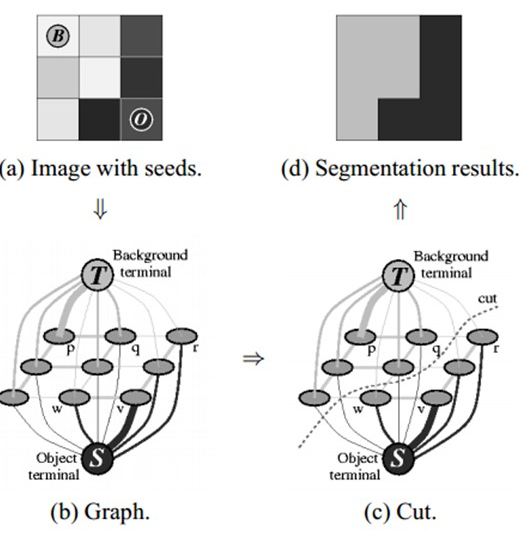 B
O
(a) Image with seeds.
(d) Segmentation results.
⇓
⇑
Background
terminal
T
p
q
r
w
v
Object
terminal
S
(b) Graph.
⇒
Background
terminal
T
cut
p
q
r
w
v
Object
terminal
S
(c) Cut.